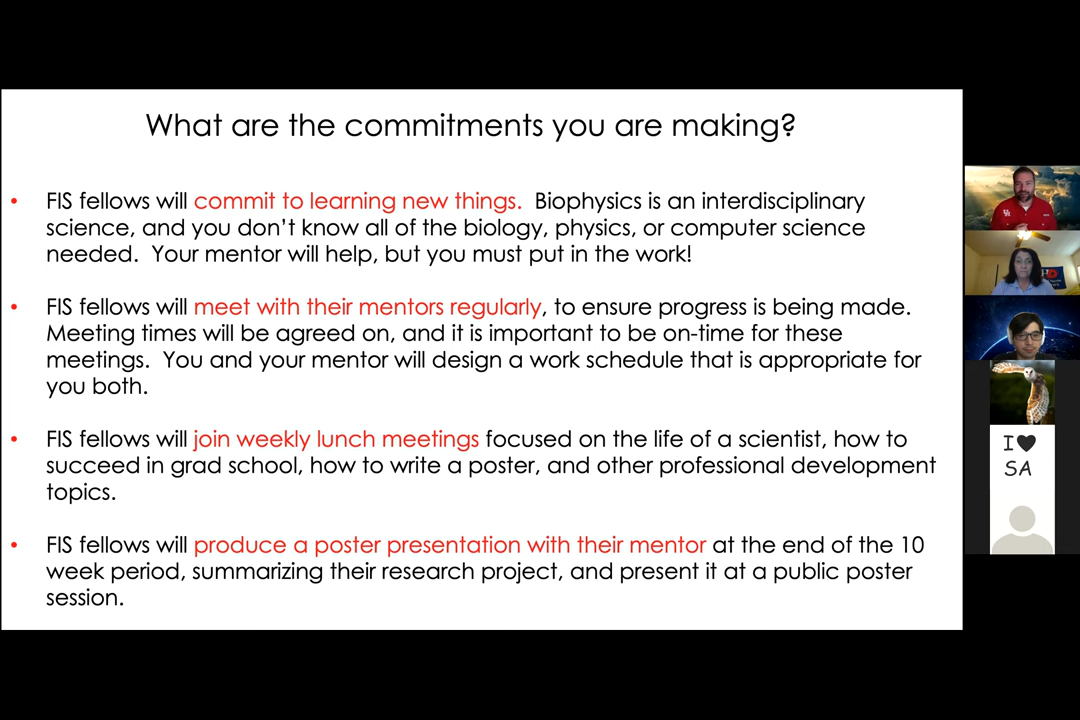 What are the commitments you are making?
• FIS fellows will commit to learning new things. Biophysics is an interdisciplinary
science, and you don't know all of the biology, physics, or computer science
needed. Your mentor will help, but you must put in the work!
• FIS fellows will meet with their mentors regularly, to ensure progress is being made.
Meeting times will be agreed on, and it is important to be on-time for these
meetings. You and your mentor will design a work schedule that is appropriate for
you both.
• FIS fellows will join weekly lunch meetings focused on the life of a scientist, how to
succeed in grad school, how to write a poster, and other professional development
topics.
• FIS fellows will produce a poster presentation with their mentor at the end of the 10
week period, summarizing their research project, and present it at a public poster
session.
I♥
SA